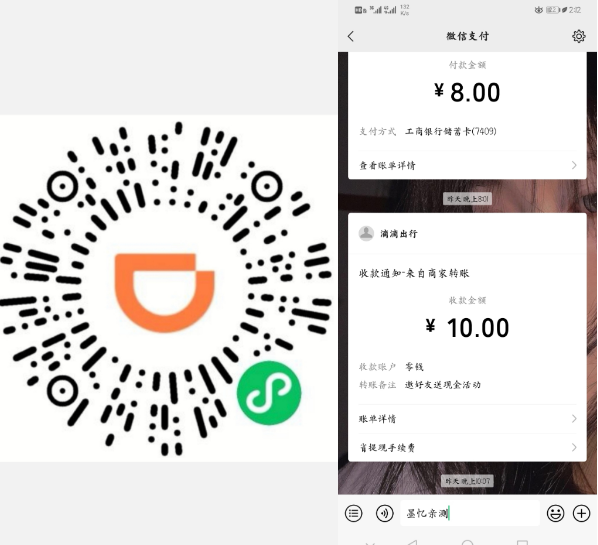 132
K/s
2:12
微信支付
付款金额
¥8.00
支付方式 工商银行储蓄卡(7409)
查看账单详情
昨天晚上8:01
滴滴出行
收款通知-来自商家转账
收款金额
¥ 10.00
收款账户 零钱
转账备注 邀好友送现金活动
账单详情
省提现手续费
昨天晚上10:07
墨忆亲测